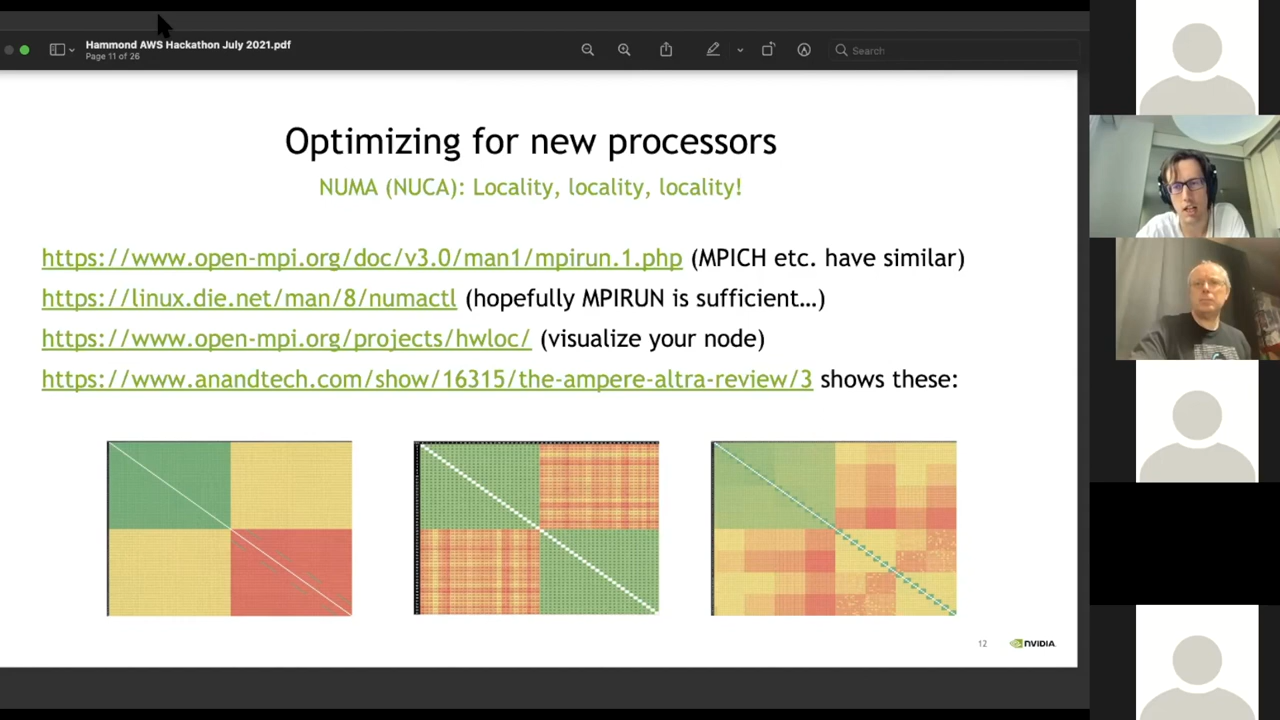 Hammond AWS Hackathon July 2021.pdf
Page 11 of 26
Search
Optimizing for new processors
NUMA (NUCA): Locality, locality, locality!
https://www.open-mpi.org/doc/v3.0/man1/mpirun.1.php (MPICH etc. have similar)
https://linux.die.net/man/8/numactl (hopefully MPIRUN is sufficient…)
https://www.open-mpi.org/projects/hwloc/ (visualize your node)
https://www.anandtech.com/show/16315/the-ampere-altra-review/3 shows these:
12
NVIDIA